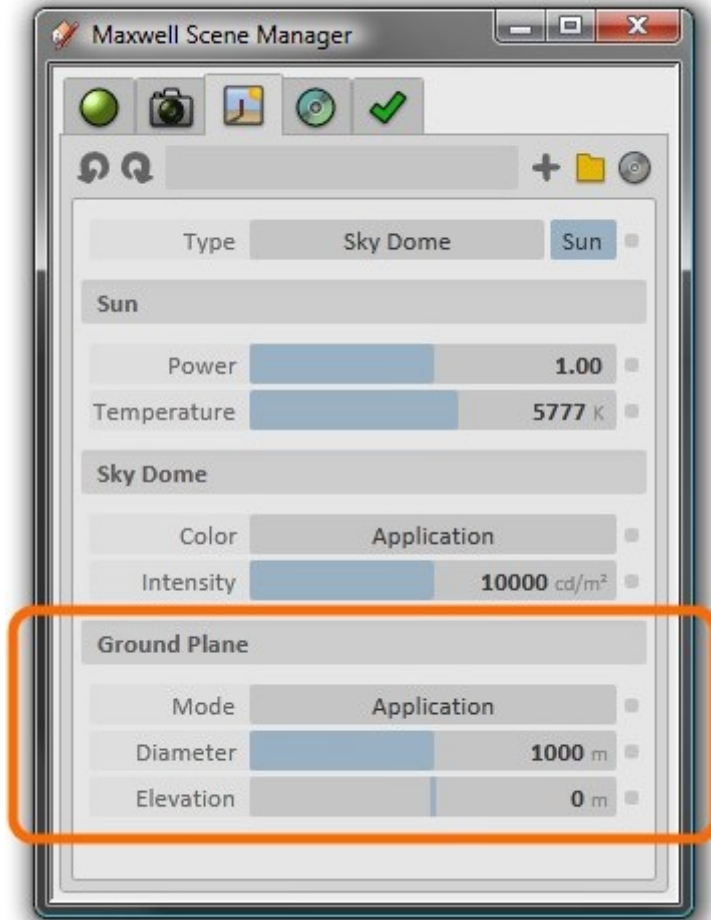 Maxwell Scene Manager
Type Sky Dome Sun
Sun
Power 1.00
Temperature 5777 K
Sky Dome
Color Application
Intensity 10000 cd/m²
Ground Plane
Mode Application
Diameter 1000 m
Elevation 0 m